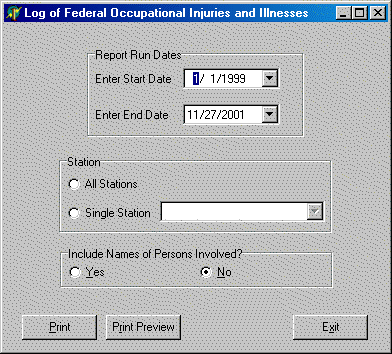 Log of Federal Occupational Injuries and Illnesses
Report Run Dates
Enter Start Date 1/ 1/1999
Enter End Date 11/27/2001
Station
All Stations
Single Station
Include Names of Persons Involved?
Yes No
Print Print Preview Exit